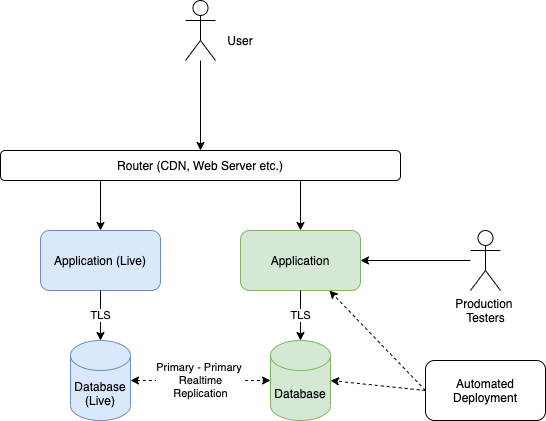 User
Router (CDN, Web Server etc.)
Application (Live)
Application
Production
Testers
TLS
TLS
Database
(Live)
Primary - Primary
Realtime
Replication
Database
Automated
Deployment